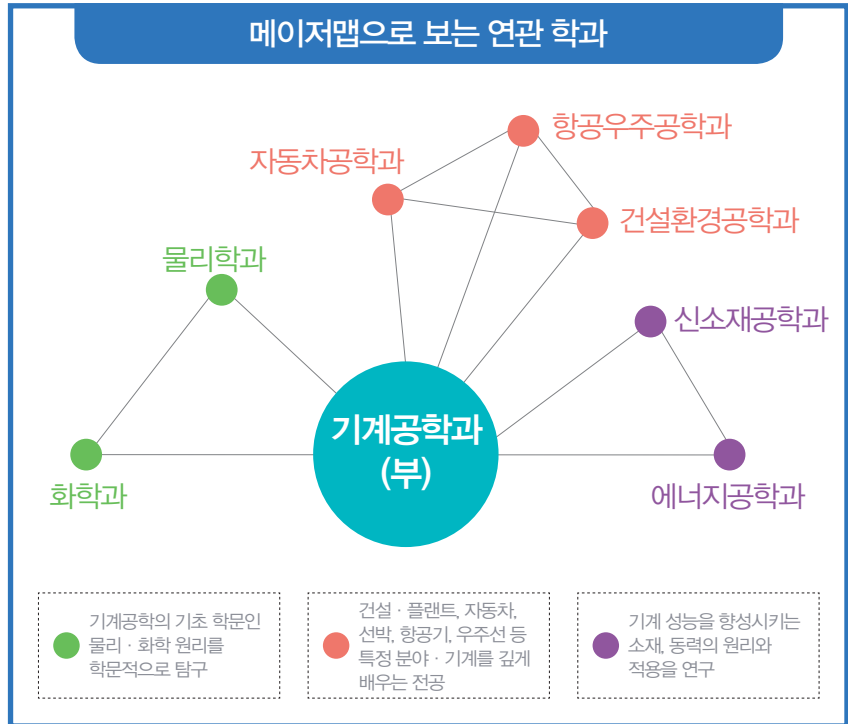 메이저맵으로 보는 연관 학과
항공우주공학과
자동차공학과
건설환경공학과
물리학과
신소재공학과
기계공학과
(부)
화학과
에너지공학과
기계공학의 기초 학문인
물리 · 화학 원리를
학문적으로 탐구
건설 · 플랜트, 자동차,
선박, 항공기, 우주선 등
특정 분야 · 기계를 깊게
배우는 전공
기계 성능을 향성시키는
소재, 동력의 원리와
적용을 연구